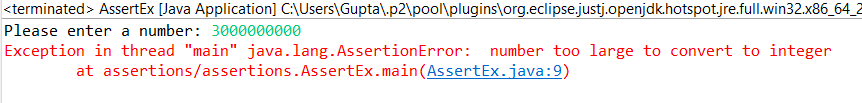 <terminated> AssertEx [Java Application] C:\Users\Gupta\.p2\pool\plugins\org.eclipse.justj.openjdk.hotspot.jre.full.win32.x86_64_
Please enter a number: 3000000000
Exception in thread "main" java.lang.AssertionError:  number too large to convert to integer
at assertions/assertions.AssertEx.main(AssertEx.java:9)